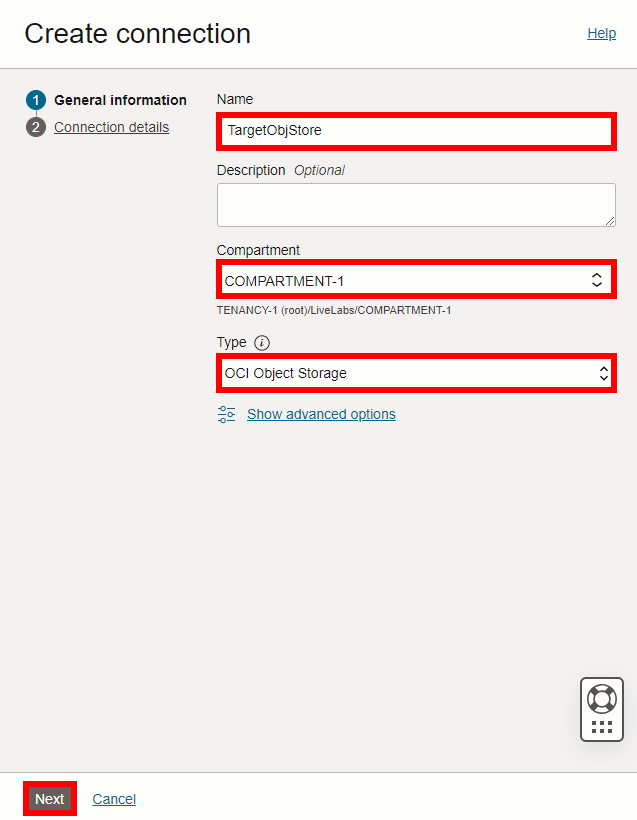 Create connection
Help
1 General information
2 Connection details
Name
TargetObjStore
Description Optional
Compartment
COMPARTMENT-1
TENANCY-1 (root)/LiveLabs/COMPARTMENT-1
Type i
OCI Object Storage
Show advanced options
Next Cancel